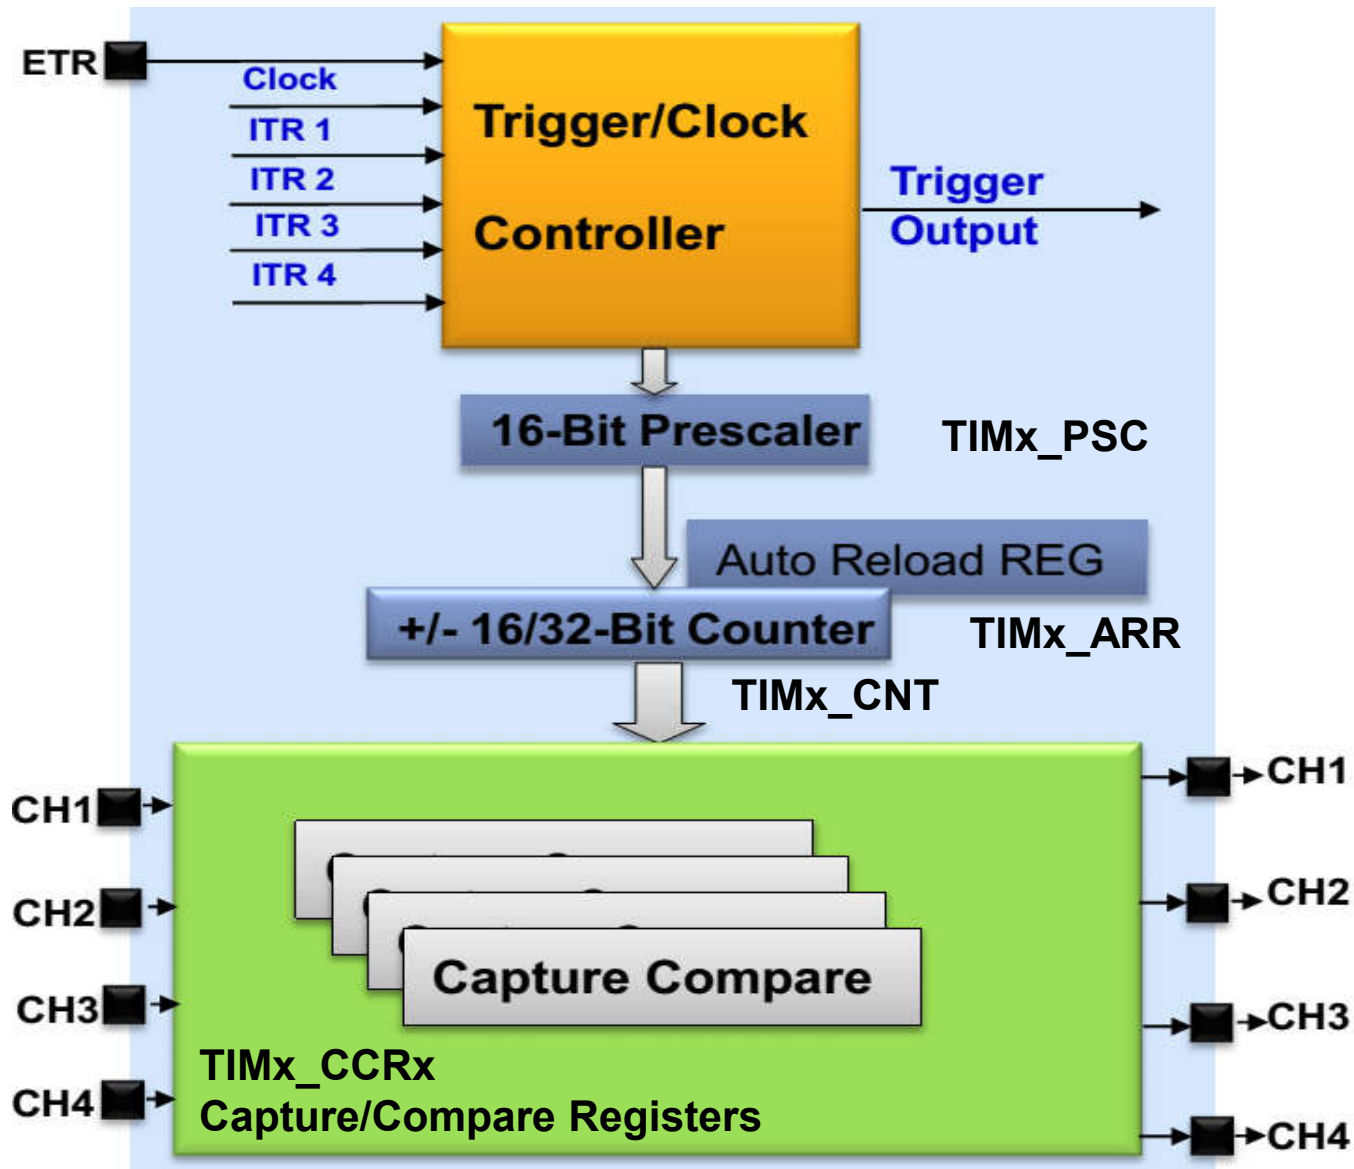 ETR
Clock
ITR 1
ITR 2
ITR 3
ITR 4
Trigger/Clock
Controller
Trigger
Output
16-Bit Prescaler
TIMx_PSC
Auto Reload REG
+/- 16/32-Bit Counter
TIMx_ARR
TIMx_CNT
CH1
CH2
CH3
CH4
Capture Compare
TIMx_CCRx
Capture/Compare Registers
CH1
CH2
CH3
CH4